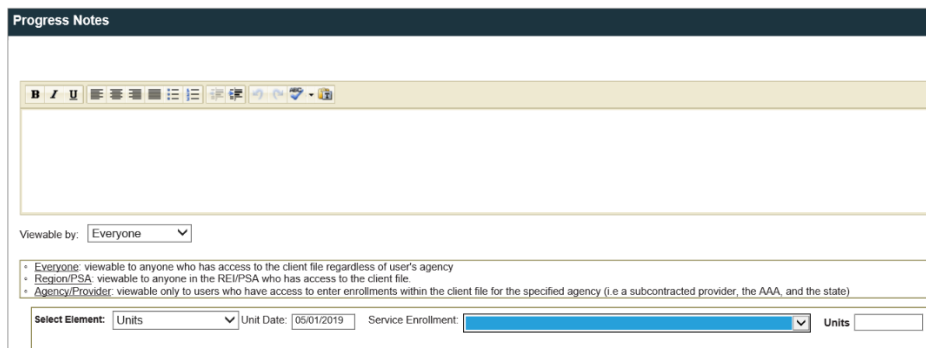 Progress Notes
B I U
Viewable by: Everyone
Everyone: viewable to anyone who has access to the client file regardless of user's agency
Region/PSA: viewable to anyone in the REI/PSA who has access to the client file.
Agency/Provider: viewable only to users who have access to enter enrollments within the client file for the specified agency (i.e a subcontracted provider, the AAA, and the state)
Select Element: Units Unit Date: 05/01/2019 Service Enrollment: Units